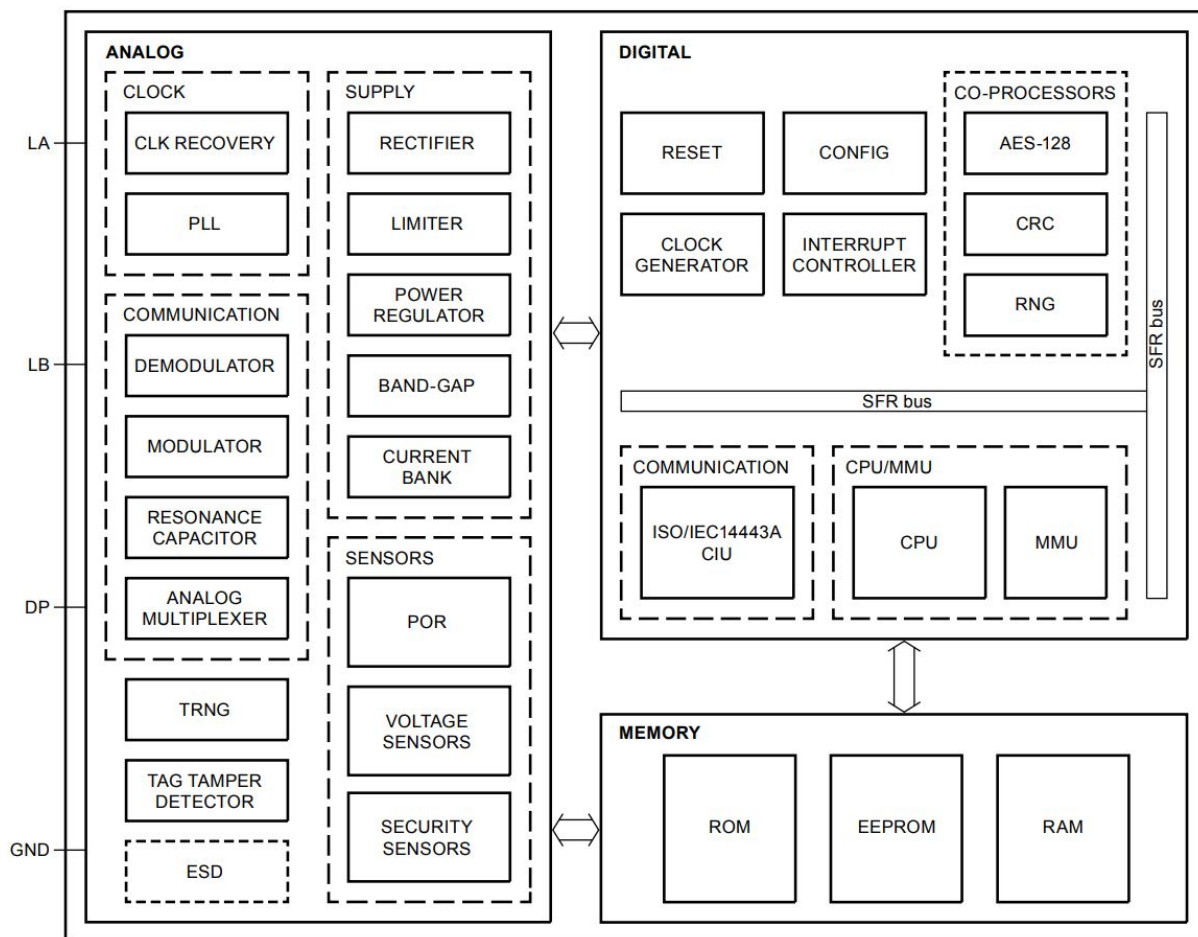 ANALOG
CLOCK
CLK RECOVERY
PLL
COMMUNICATION
DEMODULATOR
MODULATOR
RESONANCE
CAPACITOR
ANALOG
MULTIPLEXER
TRNG
TAG TAMPER
DETECTOR
ESD
SUPPLY
RECTIFIER
LIMITER
POWER
REGULATOR
BAND-GAP
CURRENT
BANK
SENSORS
POR
VOLTAGE
SENSORS
SECURITY
SENSORS
LA
LB
DP
GND
DIGITAL
RESET
CONFIG
CLOCK
GENERATOR
INTERRUPT
CONTROLLER
CO-PROCESSORS
AES-128
CRC
RNG
SFR bus
SFR bus
COMMUNICATION
ISO/IEC14443A
CIU
CPU/MMU
CPU
MMU
MEMORY
ROM
EEPROM
RAM